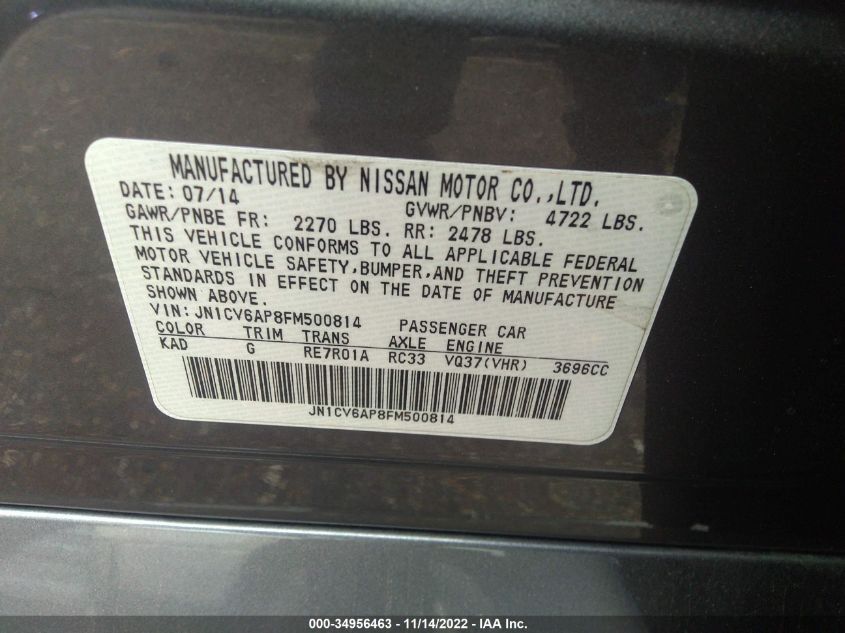 MANUFACTURED BY NISSAN MOTOR CO.,LTD.
DATE: 07/14 GVWR/PNBV: 4722 LBS.
GAWR/PNBE FR: 2270 LBS. RR: 2478 LBS.
THIS VEHICLE CONFORMS TO ALL APPLICABLE FEDERAL
MOTOR VEHICLE SAFETY,BUMPER,AND THEFT PREVENTION
STANDARDS IN EFFECT ON THE DATE OF MANUFACTURE
SHOWN ABOVE.
VIN: JN1CV6AP8FM500814 PASSENGER CAR
COLOR TRIM TRANS AXLE ENGINE
KAD G RE7R01A RC33 VQ37(VHR) 3696CC
JN1CV6AP8FM500814
000-34956463 - 11/14/2022 - IAA Inc.